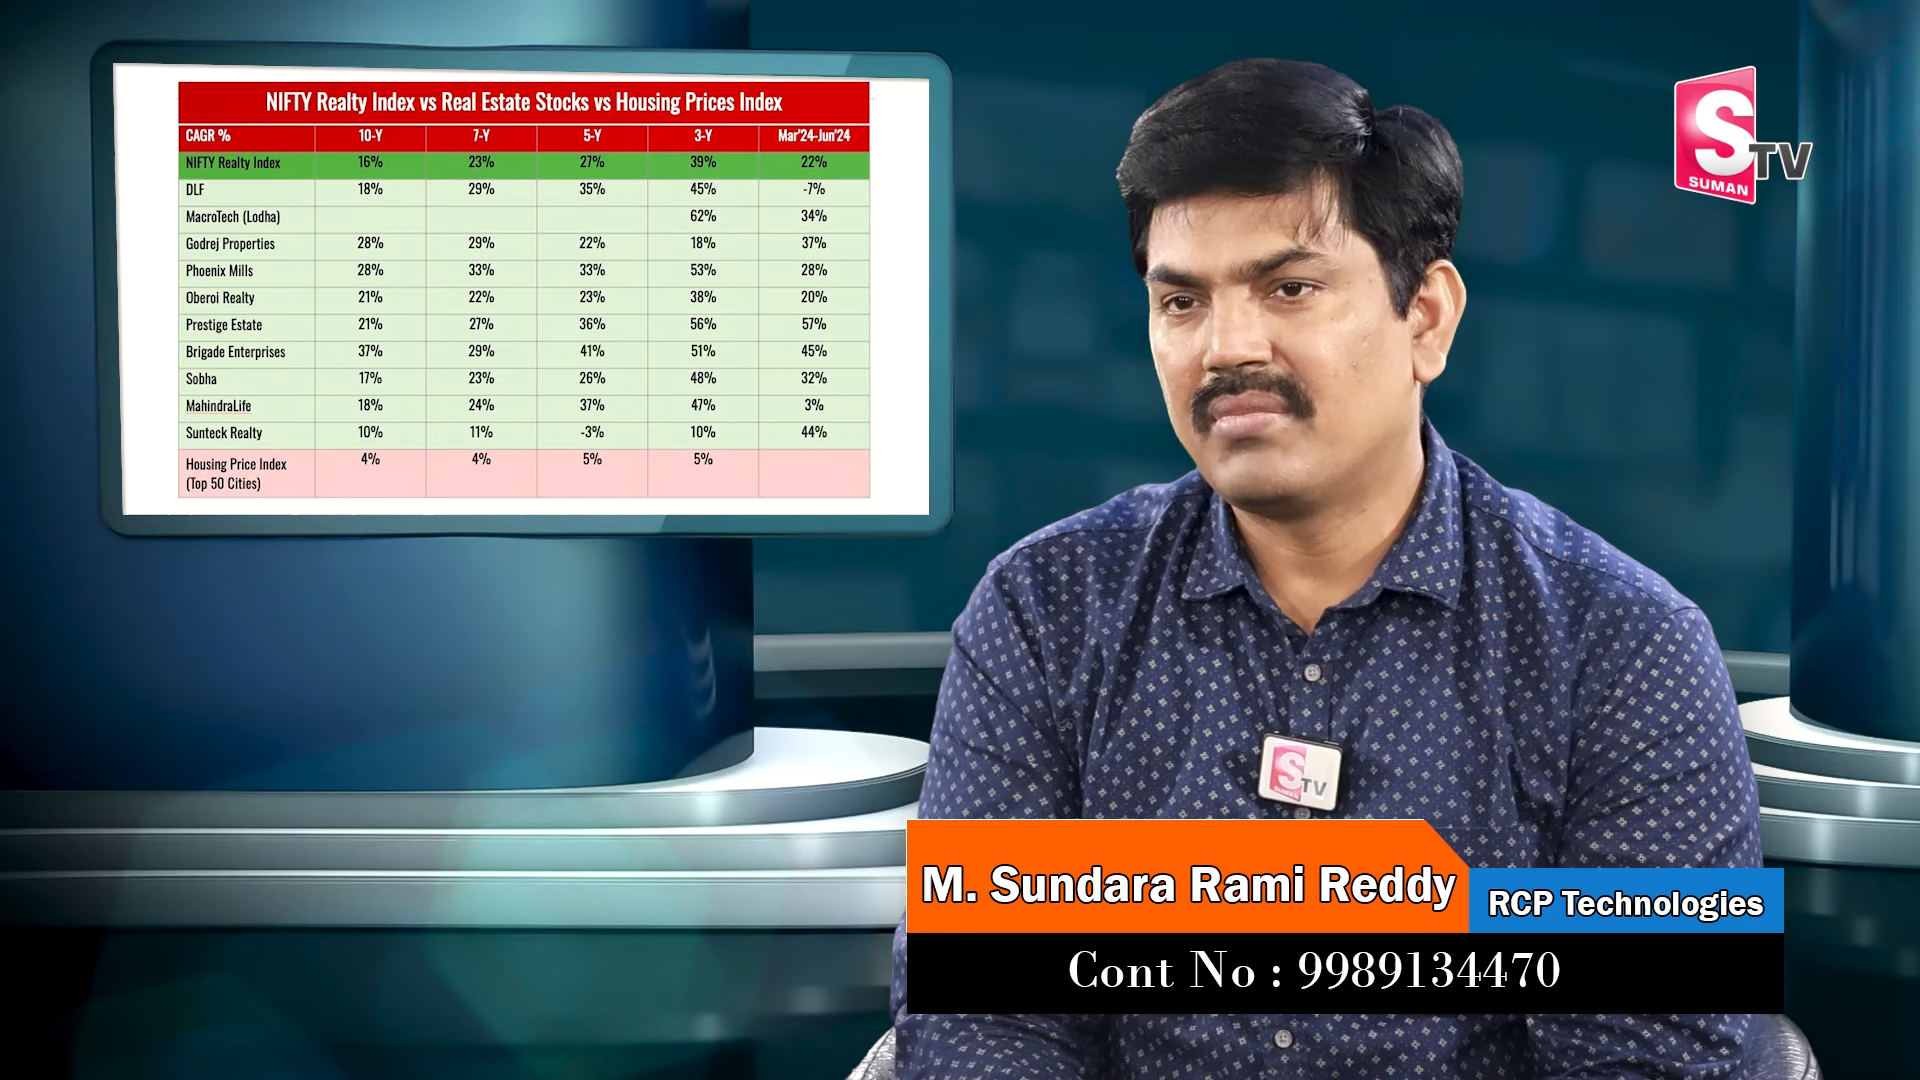 NIFTY Realty Index vs Real Estate Stocks vs Housing Prices Index
CAGR % 10-Y 7-Y 5-Y 3-Y Mar'24-Jun'24
NIFTY Realty Index 16% 23% 27% 39% 22%
DLF 18% 29% 35% 45% -7%
MacroTech (Lodha) 62% 34%
Godrej Properties 28% 29% 22% 18% 37%
Phoenix Mills 28% 33% 33% 53% 28%
Oberoi Realty 21% 22% 23% 38% 20%
Prestige Estate 21% 27% 36% 56% 57%
Brigade Enterprises 37% 29% 41% 51% 45%
Sobha 17% 23% 26% 48% 32%
MahindraLife 18% 24% 37% 47% 3%
Sunteck Realty 10% 11% -3% 10% 44%
Housing Price Index 4% 4% 5% 5%
(Top 50 Cities)
S TV
SUMAN
S TV
SUMAN
M. Sundara Rami Reddy
RCP Technologies
Cont No : 9989134470